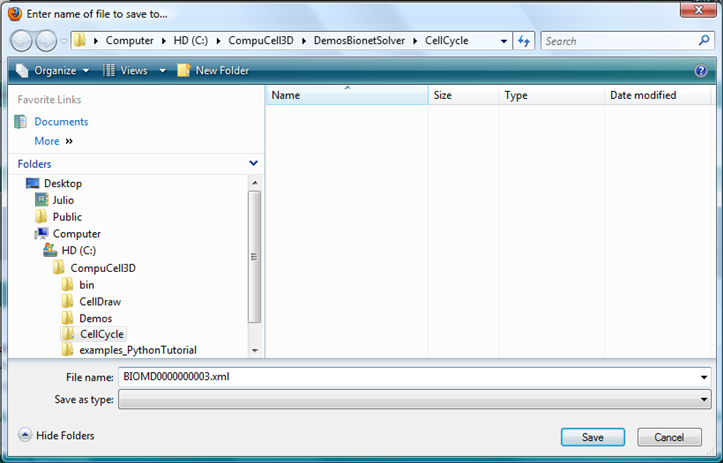 Enter name of file to save to...
Computer HD (C:) CompuCell3D DemosBionetSolver CellCycle Search
Organize Views New Folder
Favorite Links
Name Size Type Date modified
Documents
More »
Folders
Desktop
Julio
Public
Computer
HD (C:)
CompuCell3D
bin
CellDraw
Demos
CellCycle
examples_PythonTutorial
File name: BIOMD0000000003.xml
Save as type:
Hide Folders Save Cancel